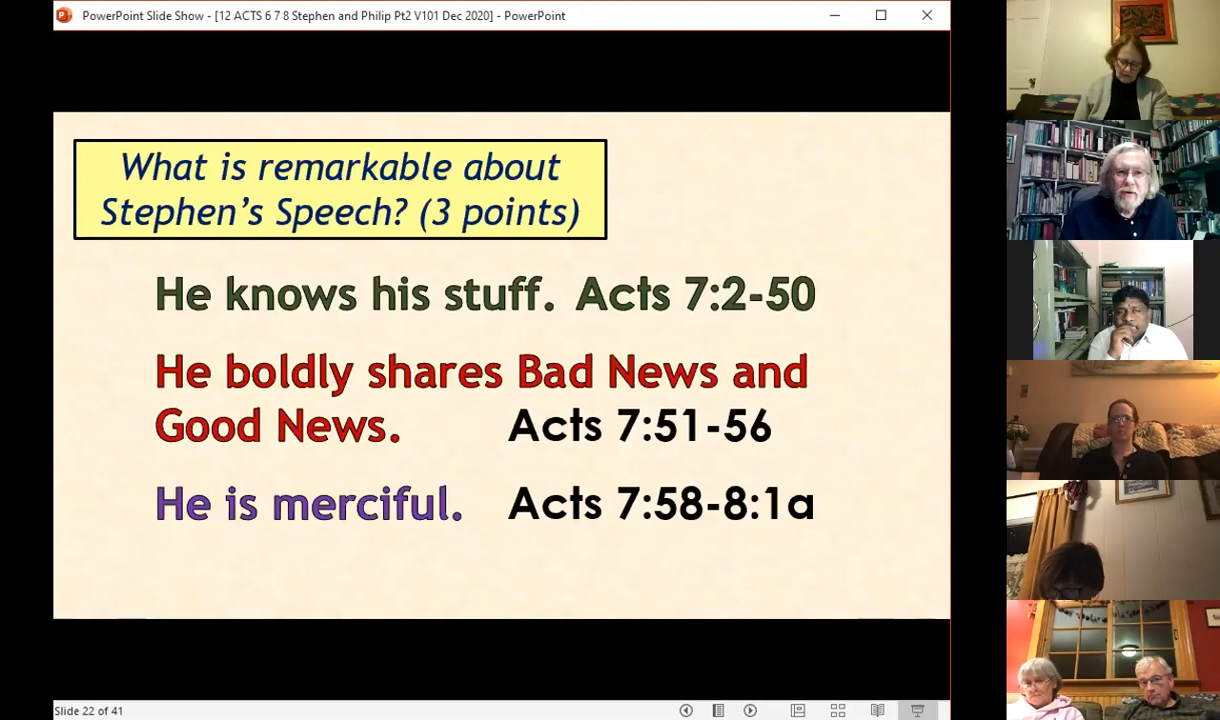 PowerPoint Slide Show - [12 ACTS 6 7 8 Stephen and Philip Pt2 V101 Dec 2020] - PowerPoint
What is remarkable about
Stephen's Speech? (3 points)
He knows his stuff. Acts 7:2-50
He boldly shares Bad News and
Good News. Acts 7:51-56
He is merciful. Acts 7:58-8:1a
Slide 22 of 41